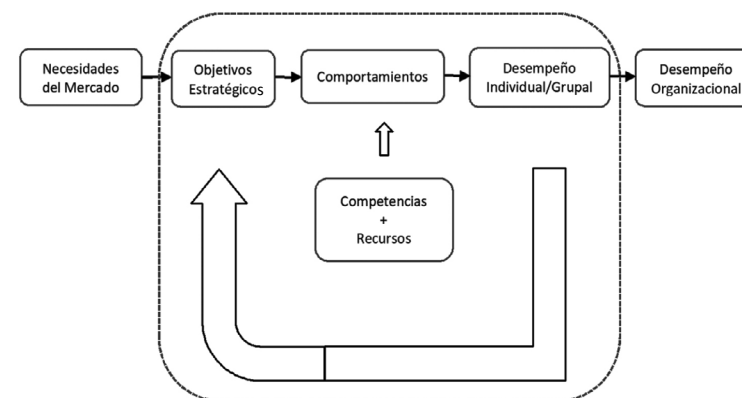 Necesidades
del Mercado
Objetivos
Estratégicos
Comportamientos
Desempeño
Individual/Grupal
Desempeño
Organizacional
Competencias
+
Recursos